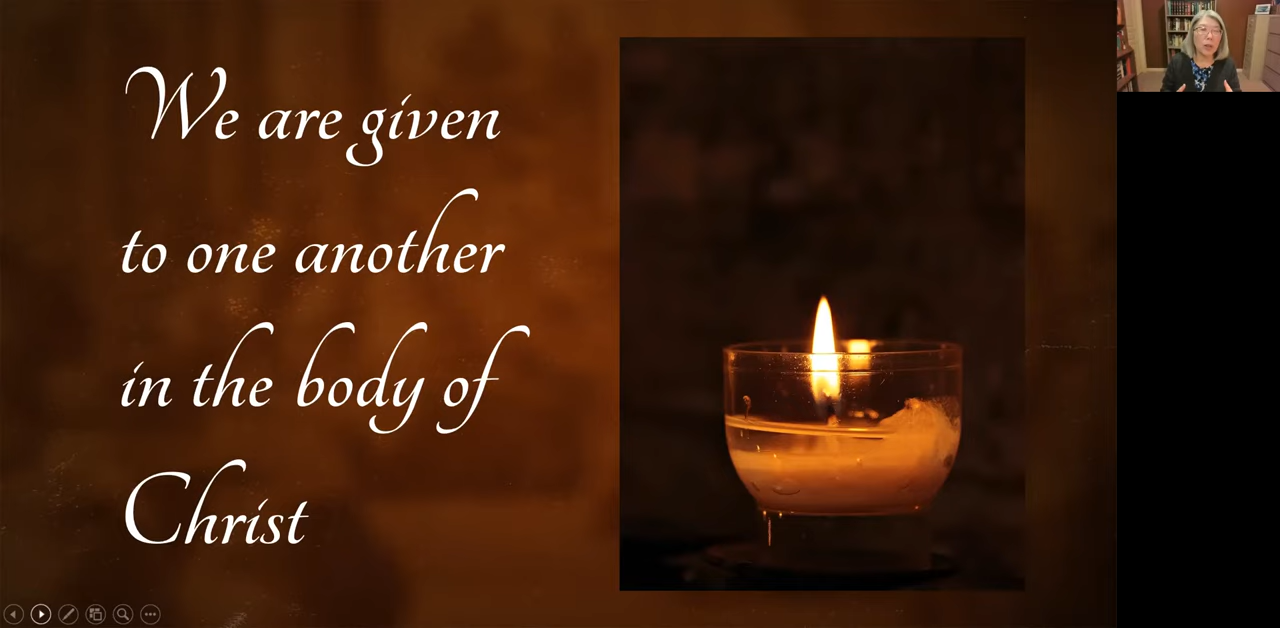 We are given
to one another
in the body of
Christ